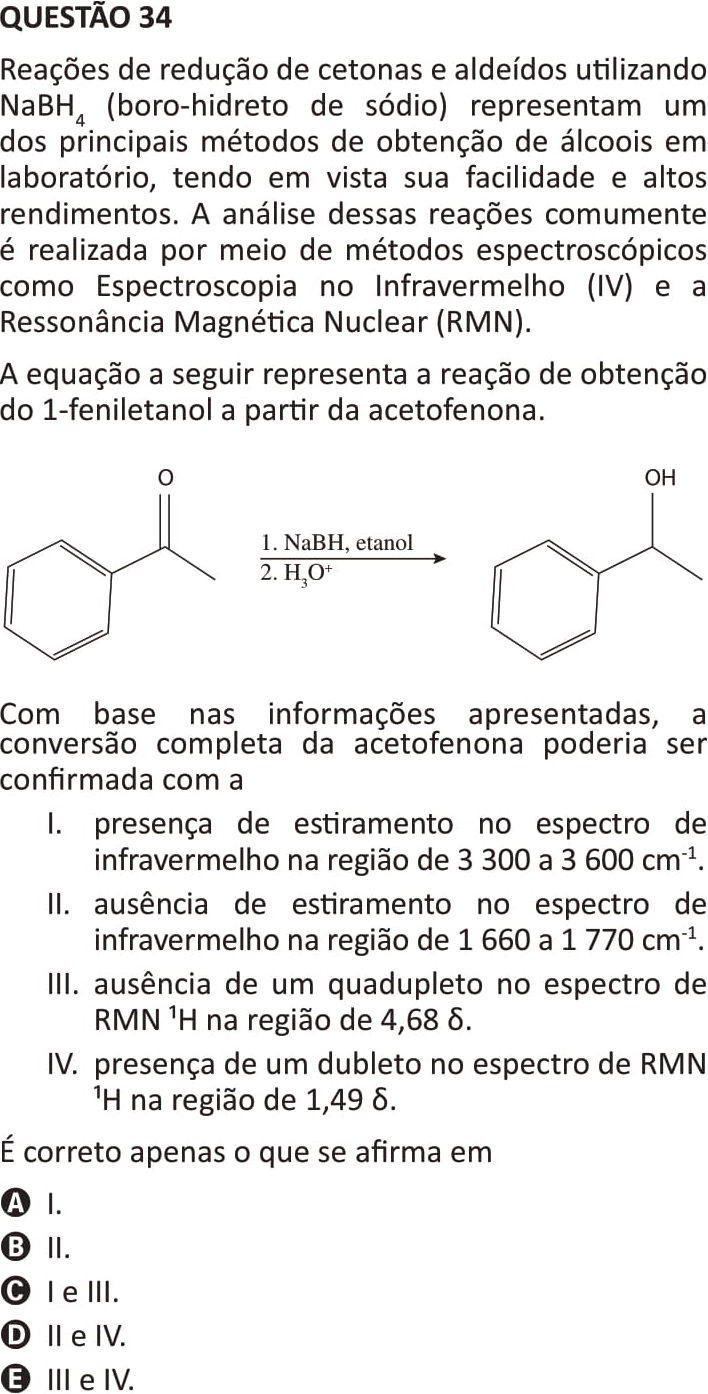 QUESTÃO 34
Reações de redução de cetonas e aldeídos utilizando
NaBH₄ (boro-hidreto de sódio) representam um
dos principais métodos de obtenção de álcoois em
laboratório, tendo em vista sua facilidade e altos
rendimentos. A análise dessas reações comumente
é realizada por meio de métodos espectroscópicos
como Espectroscopia no Infravermelho (IV) e a
Ressonância Magnética Nuclear (RMN).
A equação a seguir representa a reação de obtenção
do 1-feniletanol a partir da acetofenona.
O
OH
1. NaBH, etanol
2. H₃O⁺
Com base nas informações apresentadas, a
conversão completa da acetofenona poderia ser
confirmada com a
I. presença de estiramento no espectro de
infravermelho na região de 3 300 a 3 600 cm⁻¹.
II. ausência de estiramento no espectro de
infravermelho na região de 1 660 a 1 770 cm⁻¹.
III. ausência de um quadupleto no espectro de
RMN ¹H na região de 4,68 δ.
IV. presença de um dubleto no espectro de RMN
¹H na região de 1,49 δ.
É correto apenas o que se afirma em
A I.
B II.
C I e III.
D II e IV.
E III e IV.